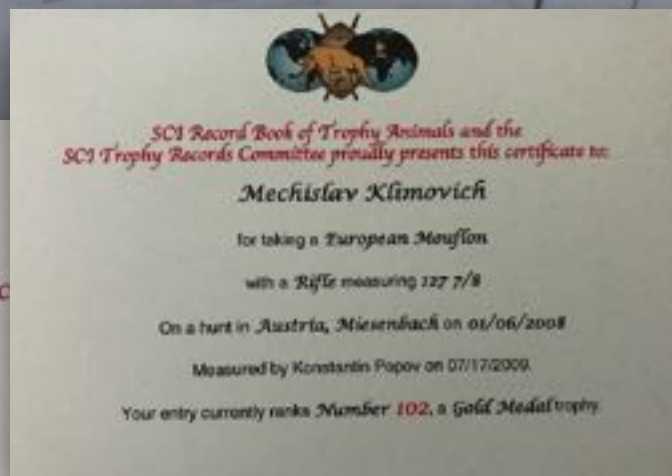 SCI Record Book of Trophy Animals and the
SCI Trophy Records Committee proudly presents this certificate to:
Mechislav Klimovich
for taking a European Mouflon
with a Rifle measuring 127 7/8
On a hunt in Austria, Miesenbach on 01/06/2008
Measured by Konstantin Popov on 07/17/2009.
Your entry currently ranks Number 102, a Gold Medal trophy.